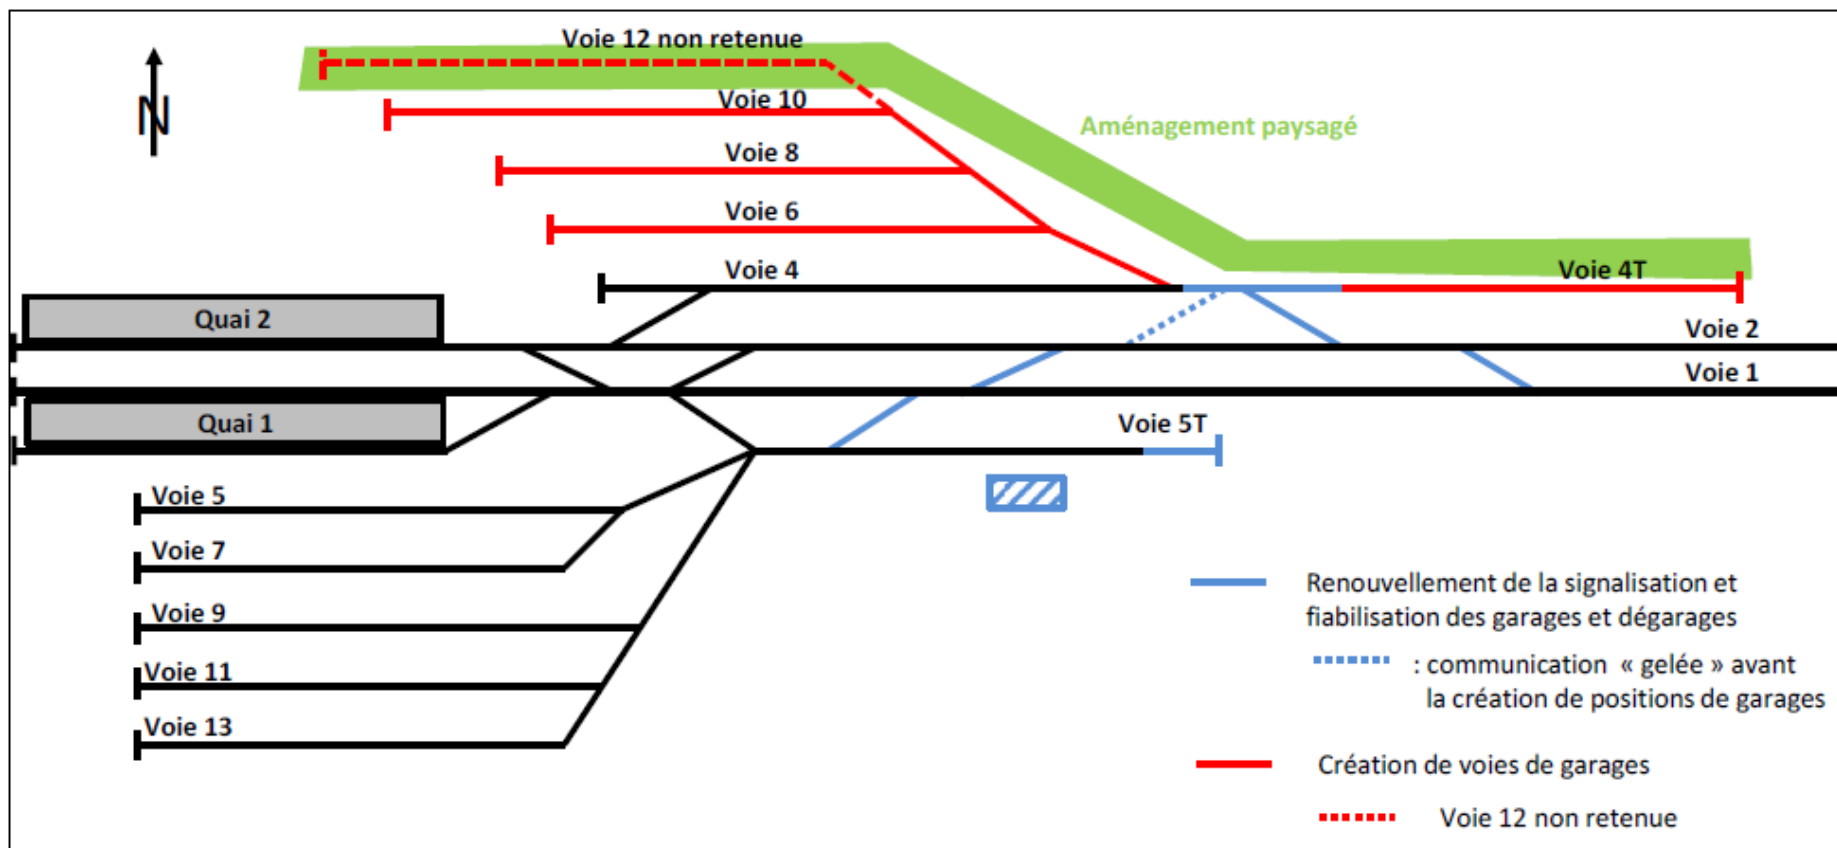 Voie 12 non retenue
N
Voie 10
Aménagement paysagé
Voie 8
Voie 6
Voie 4
Voie 4T
Quai 2
Voie 2
Voie 1
Quai 1
Voie 5T
Voie 5
Voie 7
Voie 9
Voie 11
Voie 13
Renouvellement de la signalisation et
fiabilisation des garages et dégarages
: communication « gelée » avant
la création de positions de garages
Création de voies de garages
Voie 12 non retenue